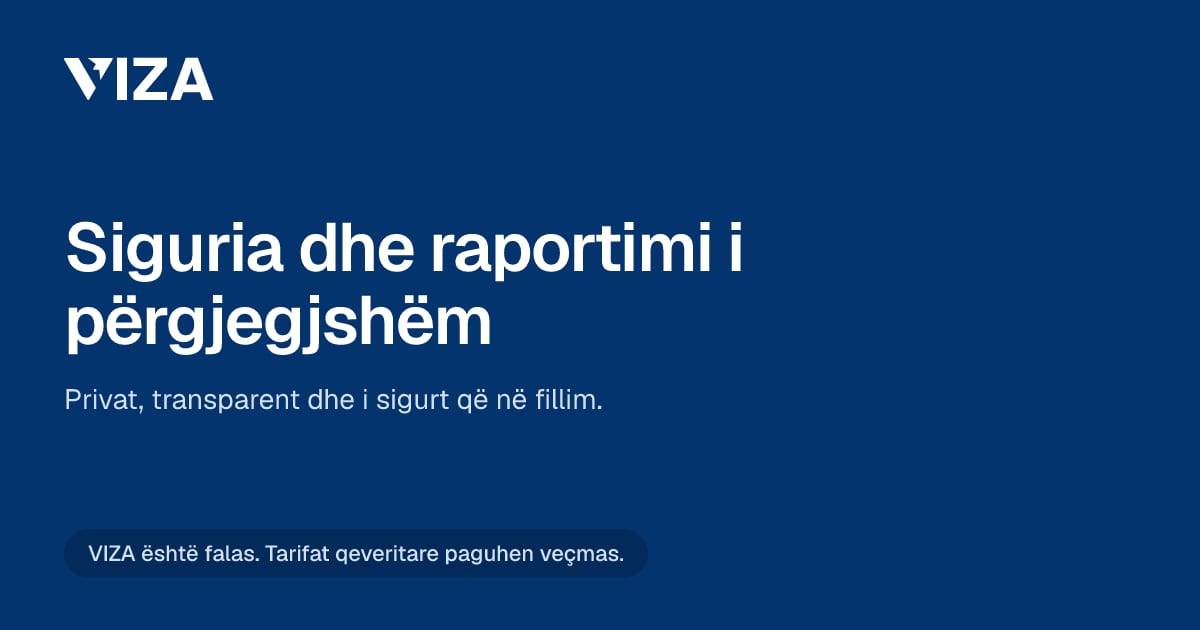 VIZA
Siguria dhe raportimi i
përgjegjshëm
Privat, transparent dhe i sigurt që në fillim.
VIZA është falas. Tarifat qeveritare paguhen veçmas.